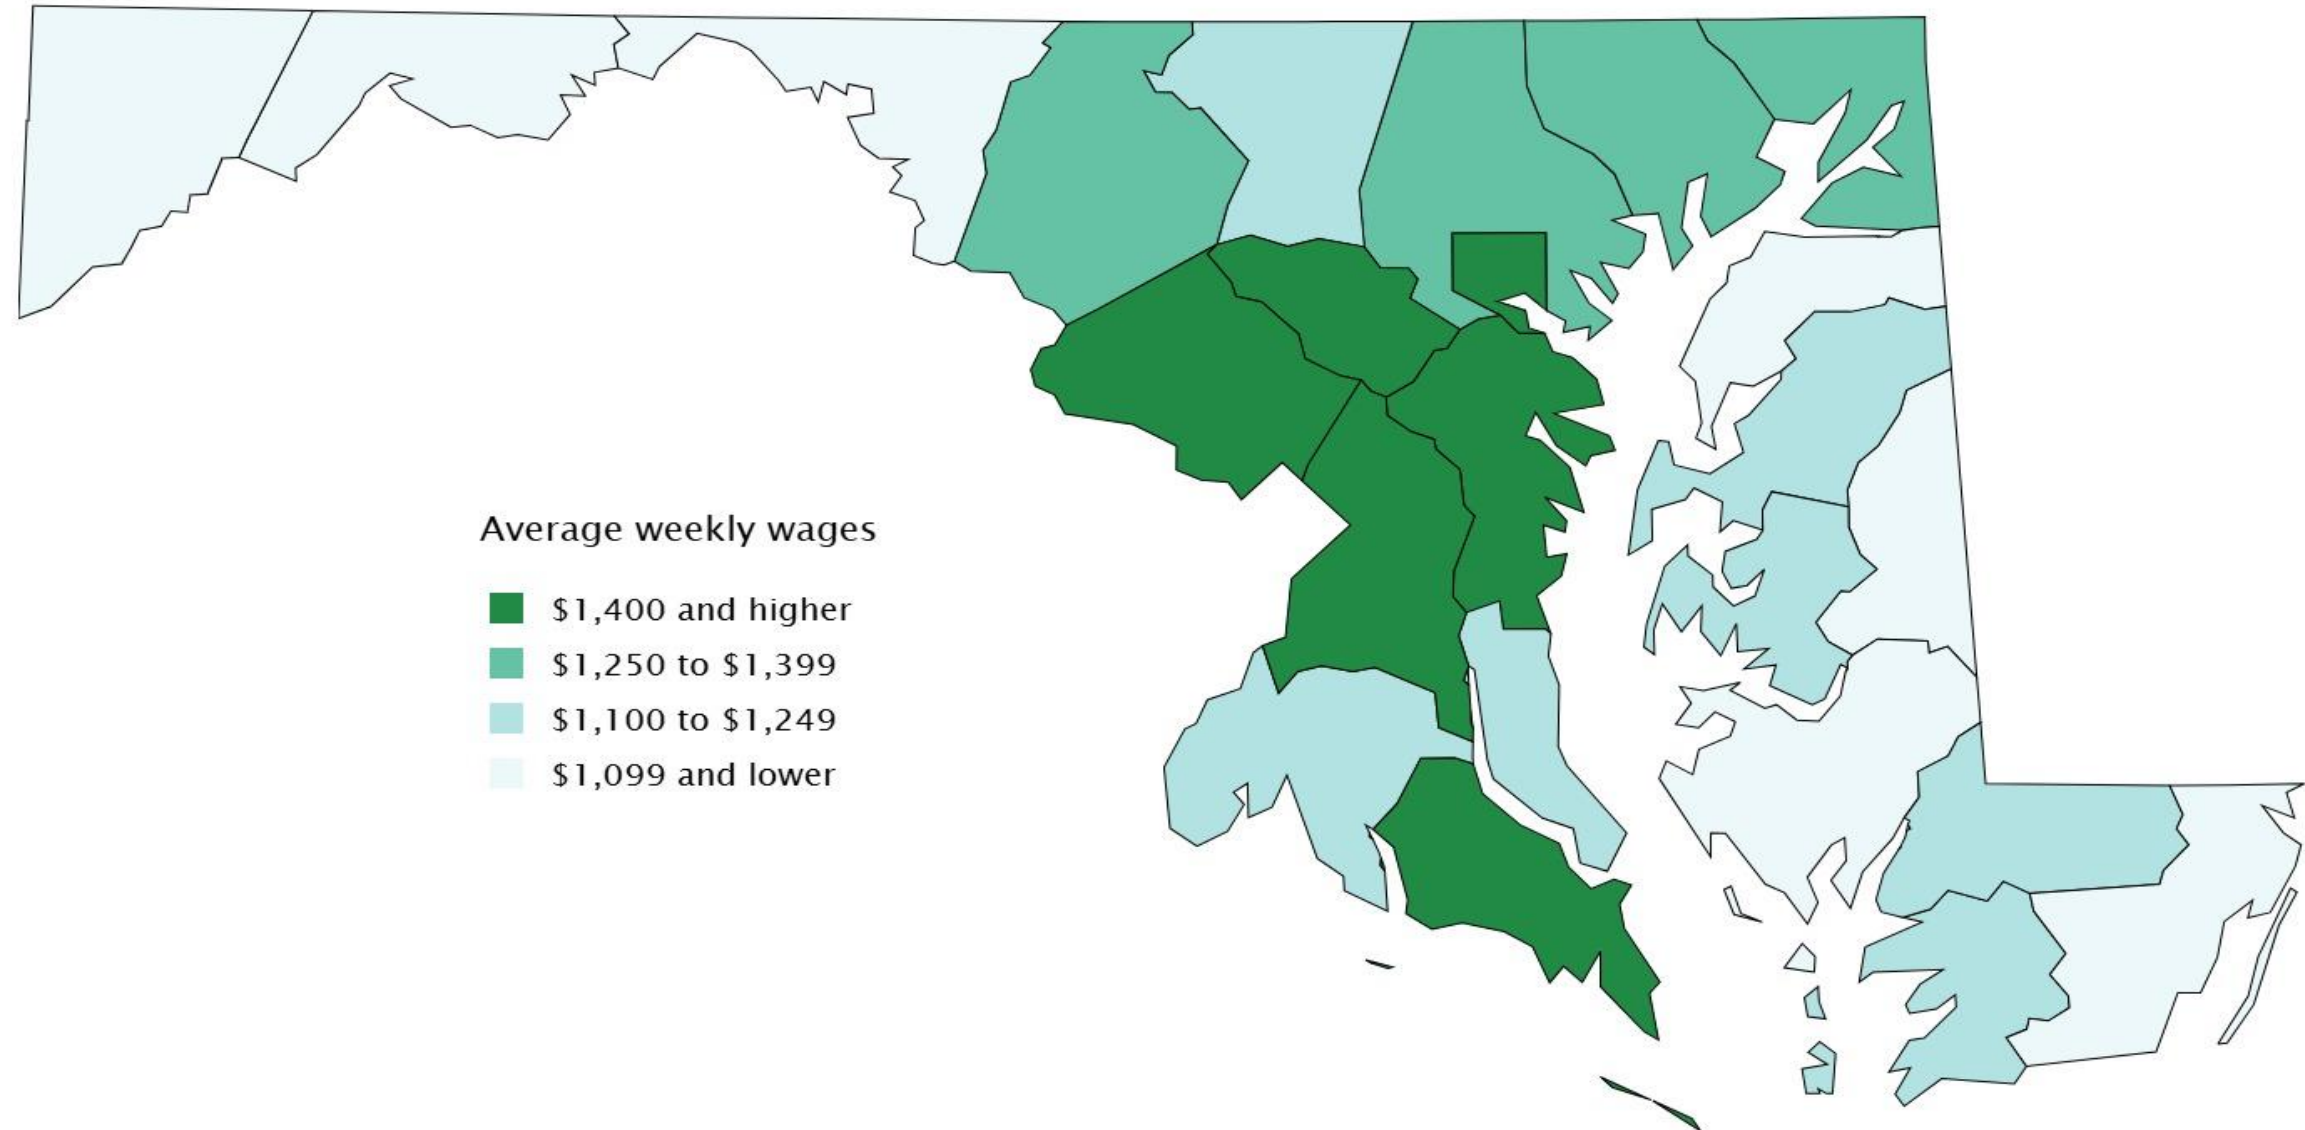 Average weekly wages
$1,400 and higher
$1,250 to $1,399
$1,100 to $1,249
$1,099 and lower